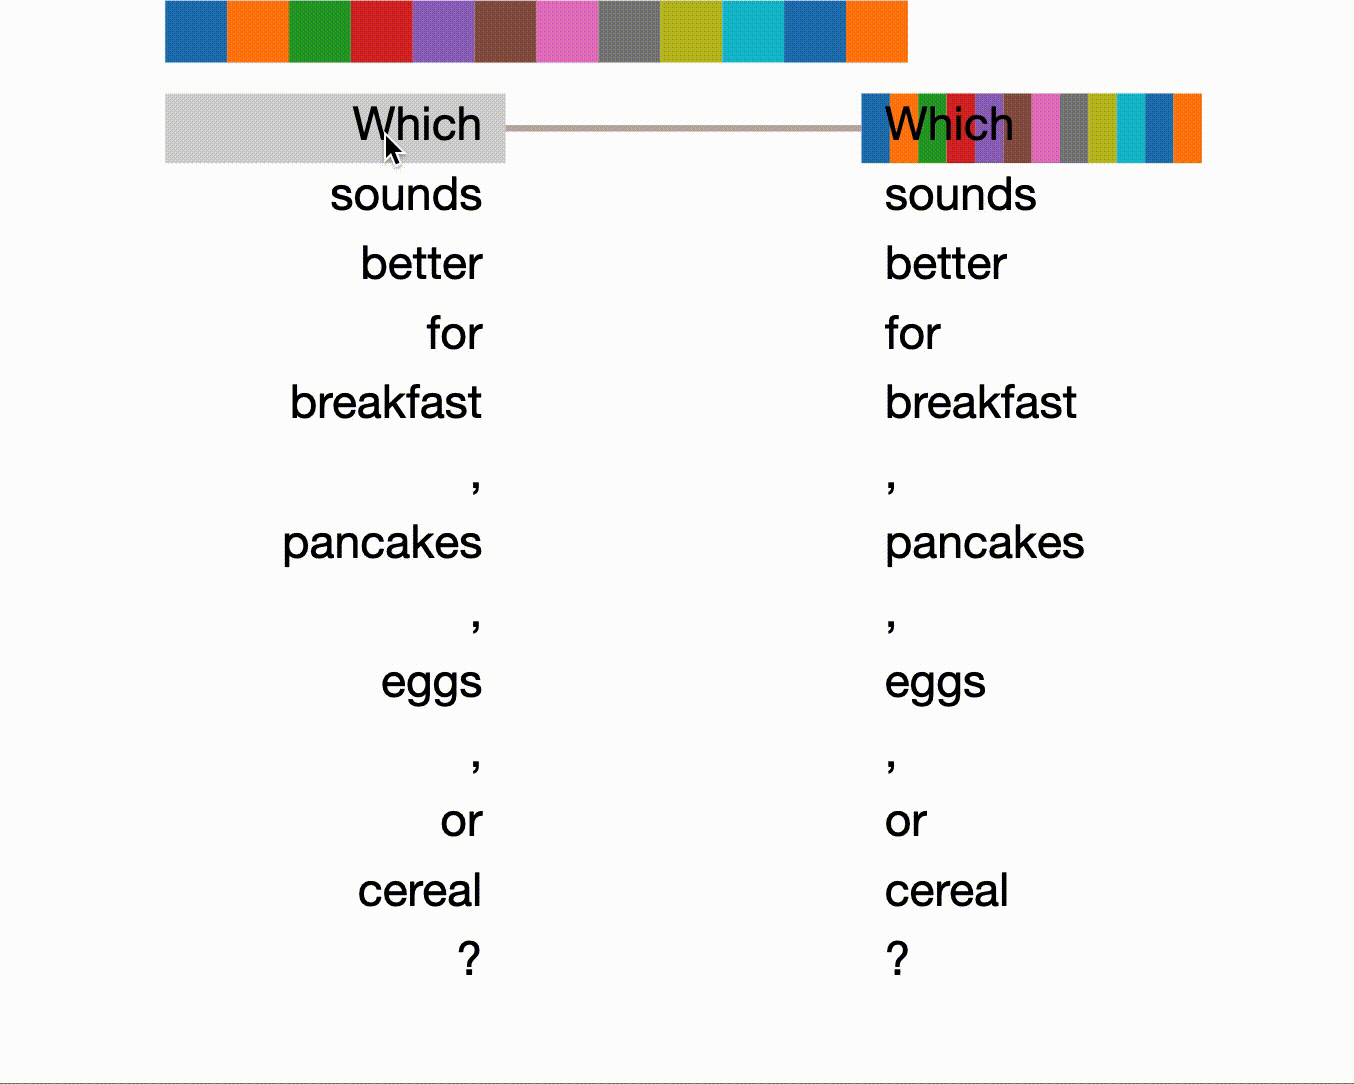 Which Which
sounds sounds
better better
for for
breakfast breakfast
, ,
pancakes pancakes
, ,
eggs eggs
, ,
or or
cereal cereal
? ?